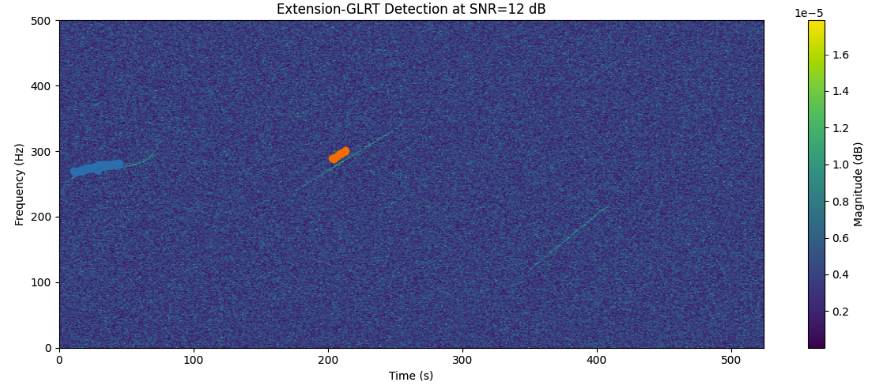 Extension-GLRT Detection at SNR=12 dB
1e−5
500
400
300
200
100
0
Frequency (Hz)
0 100 200 300 400 500
Time (s)
1.6
1.4
1.2
1.0
0.8
0.6
0.4
0.2
Magnitude (dB)